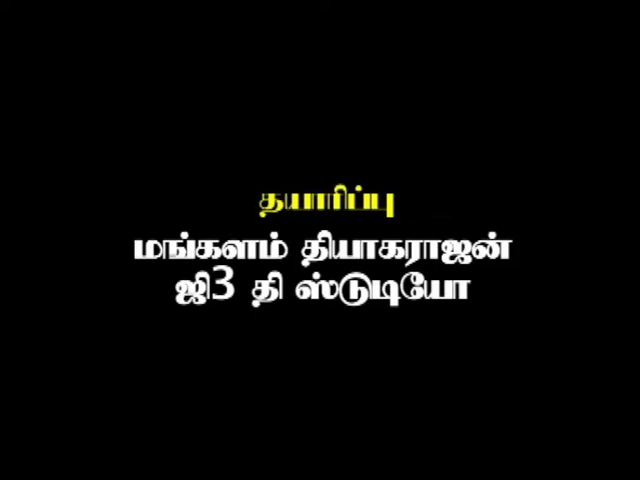 தயாரிப்பு
மங்களம் தியாகராஜன்
ஜி3 தி ஸ்டுடியோ